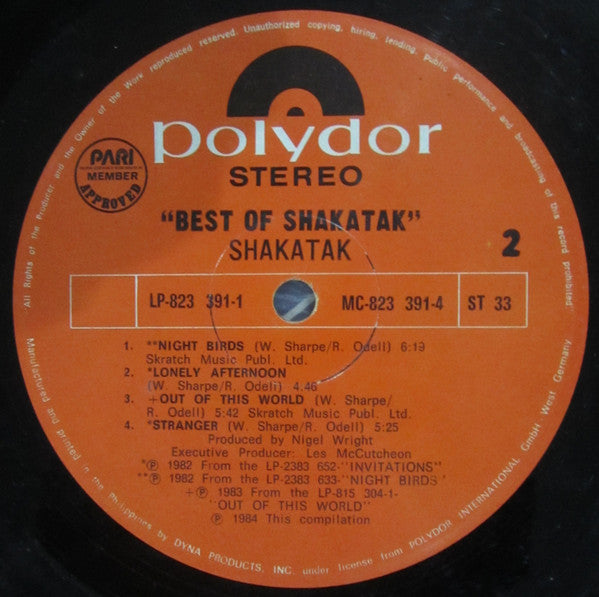 All Rights of the Producer and the Owner of the Work reproduced reserved. Unauthorized copying, hiring, lending, public performance and broadcasting of this record prohibited.
polydor
STEREO
PARI
MEMBER
APPROVED
"BEST OF SHAKATAK"
SHAKATAK
2
LP-823 391-1 MC-823 391-4 ST 33
1. **NIGHT BIRDS (W. Sharpe/R. Odell) 6:19
Skratch Music Publ. Ltd.
2. *LONELY AFTERNOON
(W. Sharpe/R. Odell) 4.46
3. +OUT OF THIS WORLD (W. Sharpe/
R. Odell) 5:42 Skratch Music Publ. Ltd.
4. *STRANGER (W. Sharpe/R. Odell) 5:25
Produced by Nigel Wright
Executive Producer: Les McCutcheon
*Ⓟ 1982 From the LP-2383 652-"INVITATIONS"
**Ⓟ 1982 From the LP-2383 633-"NIGHT BIRDS'
+Ⓟ 1983 From the LP-815 304-1-
"OUT OF THIS WORLD"
Ⓟ 1984 This compilation
Manufactured and printed in the Philippines by DYNA PRODUCTS, INC. under license from POLYDOR INTERNATIONAL GmbH West Germany.